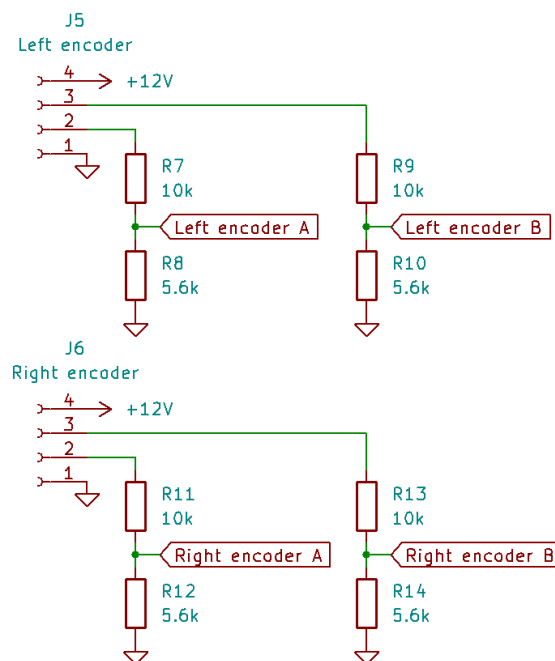 J5
Left encoder
4 +12V
3
2
1
R7
10k
R9
10k
Left encoder A
Left encoder B
R8
5.6k
R10
5.6k
J6
Right encoder
4 +12V
3
2
1
R11
10k
R13
10k
Right encoder A
Right encoder B
R12
5.6k
R14
5.6k